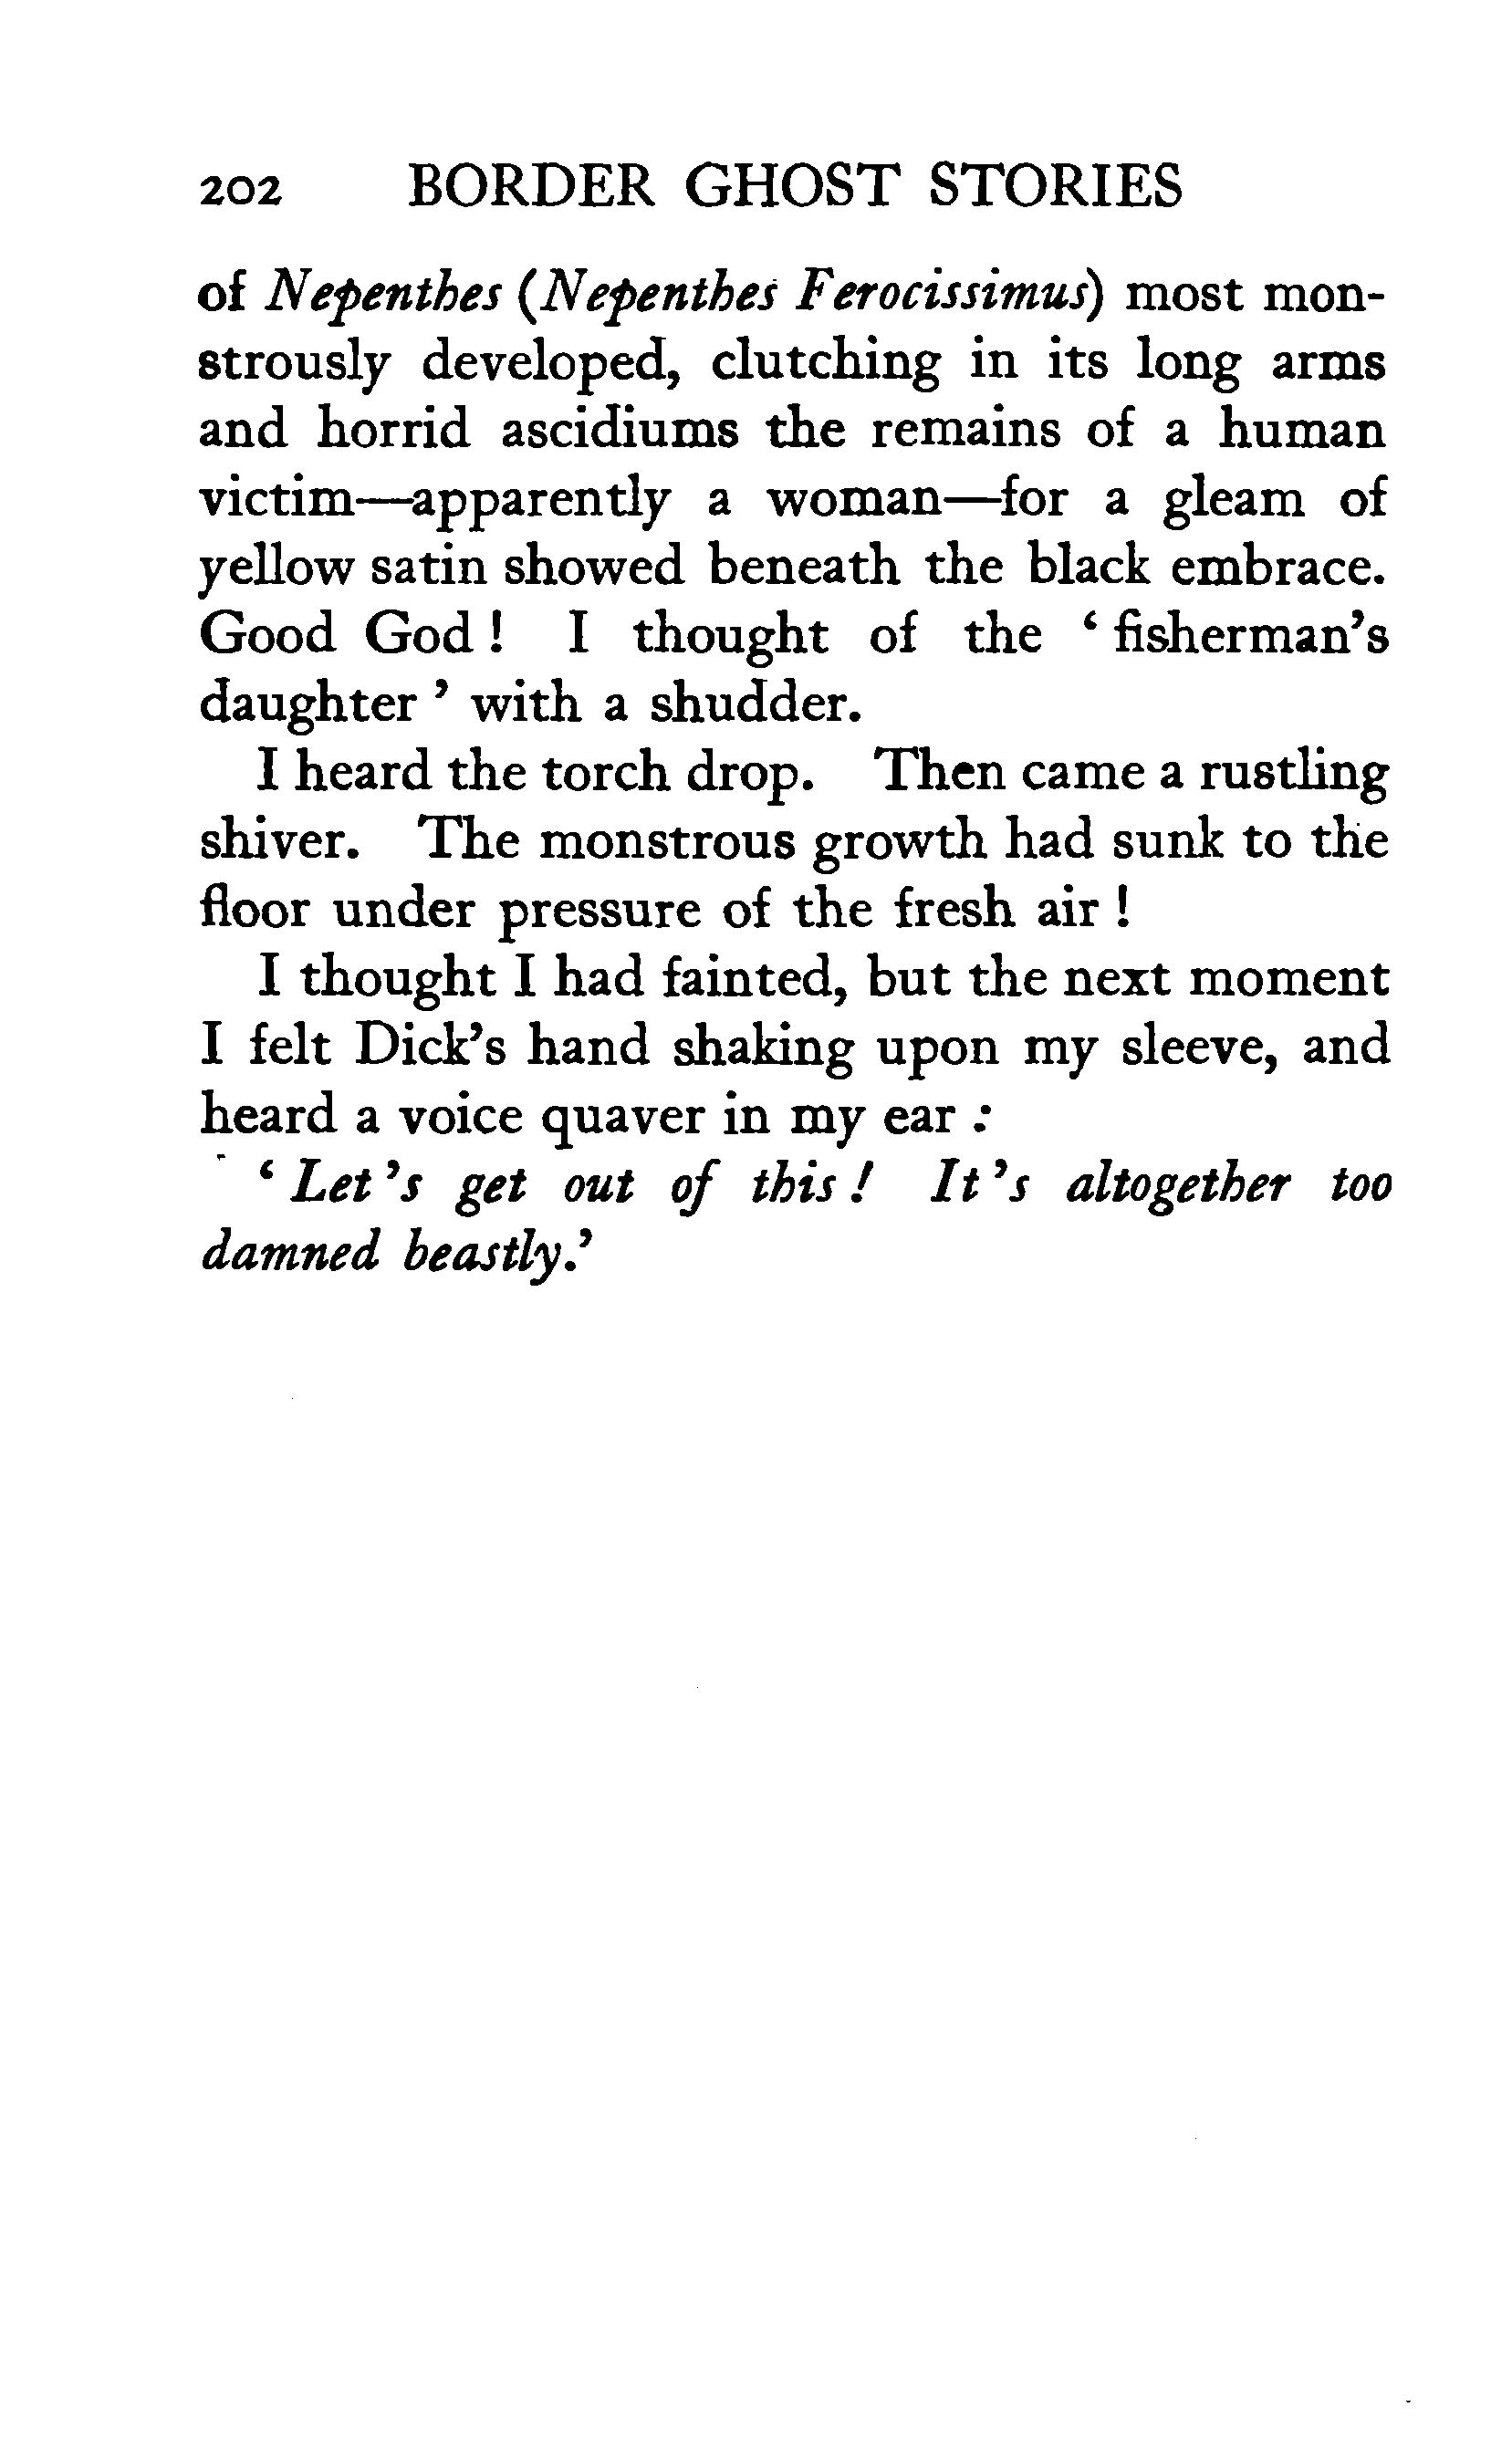 202 BORDER GHOST STORIES
of Nepenthes (Nepenthes Ferocissimus) most mon-
strously developed, clutching in its long arms
and horrid ascidiums the remains of a human
victim—apparently a woman—for a gleam of
yellow satin showed beneath the black embrace.
Good God ! I thought of the ‘ fisherman’s
daughter ’ with a shudder.
I heard the torch drop. Then came a rustling
shiver. The monstrous growth had sunk to the
floor under pressure of the fresh air !
I thought I had fainted, but the next moment
I felt Dick’s hand shaking upon my sleeve, and
heard a voice quaver in my ear :
‘ Let ’s get out of this ! It ’s altogether too
damned beastly.’